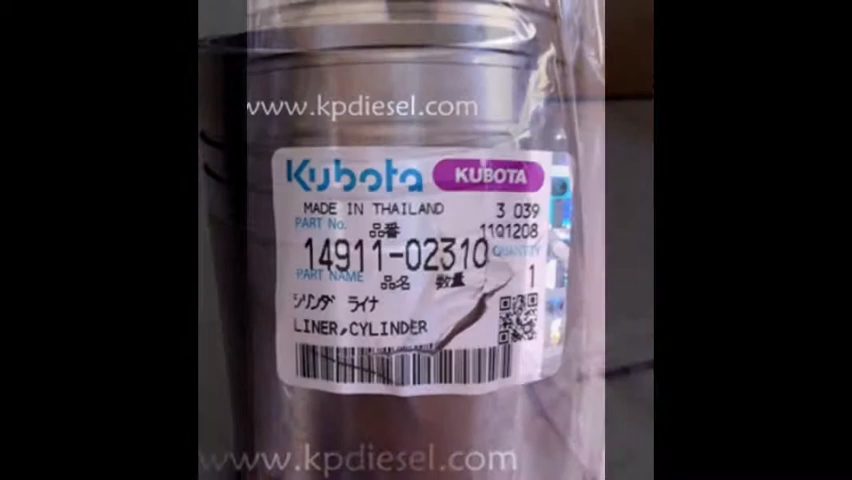 www.kpdiesel.com
Kubota KUBOTA
MADE IN THAILAND 3 039
PART No. 品番 1191208
14911-02310 QUANTITY
PART NAME 品名 数量 1
シリンダ ライナ
LINER,CYLINDER
www.kpdiesel.com